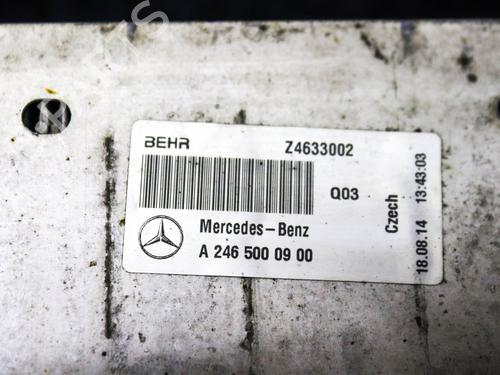 BEHR Z4633002
Q03
Mercedes-Benz
A 246 500 09 00
Czech
18.08.14 13:43:03